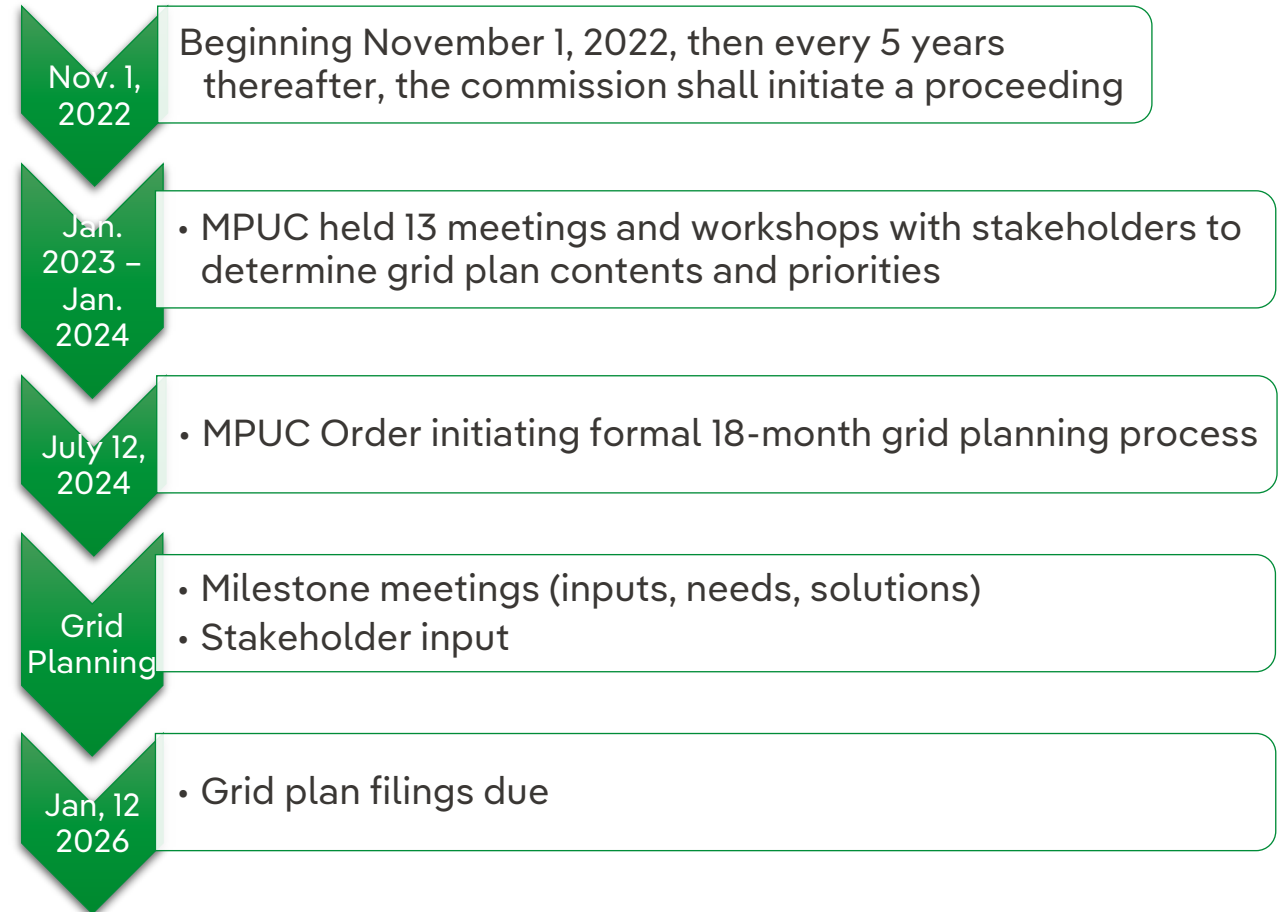 Nov. 1,
2022
Beginning November 1, 2022, then every 5 years
thereafter, the commission shall initiate a proceeding
Jan.
2023 –
Jan.
2024
• MPUC held 13 meetings and workshops with stakeholders to
determine grid plan contents and priorities
July 12,
2024
• MPUC Order initiating formal 18-month grid planning process
Grid
Planning
• Milestone meetings (inputs, needs, solutions)
• Stakeholder input
Jan, 12
2026
• Grid plan filings due